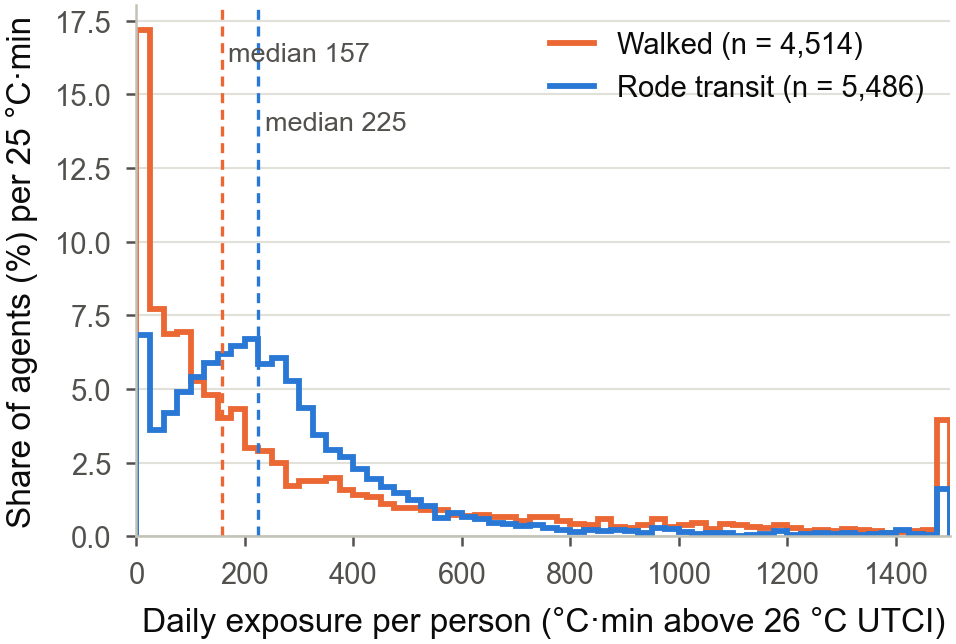 Share of agents (%) per 25 °C·min
17.5
15.0
12.5
10.0
7.5
5.0
2.5
0.0
median 157
median 225
Walked (n = 4,514)
Rode transit (n = 5,486)
0
200
400
600
800
1000
1200
1400
Daily exposure per person (°C·min above 26 °C UTCI)